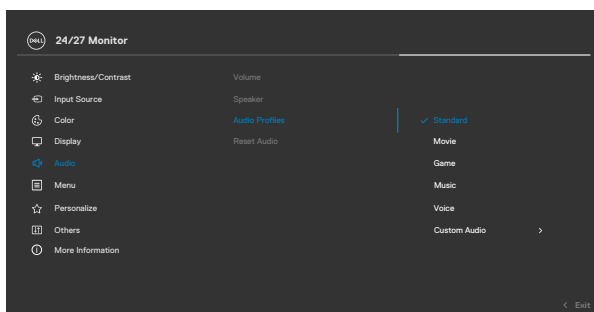 DELL 24/27 Monitor
Brightness/Contrast Volume
Input Source Speaker
Color Audio Profiles Standard
Display Reset Audio Movie
Audio Game
Menu Music
Personalize Voice
Others Custom Audio
More Information
Exit